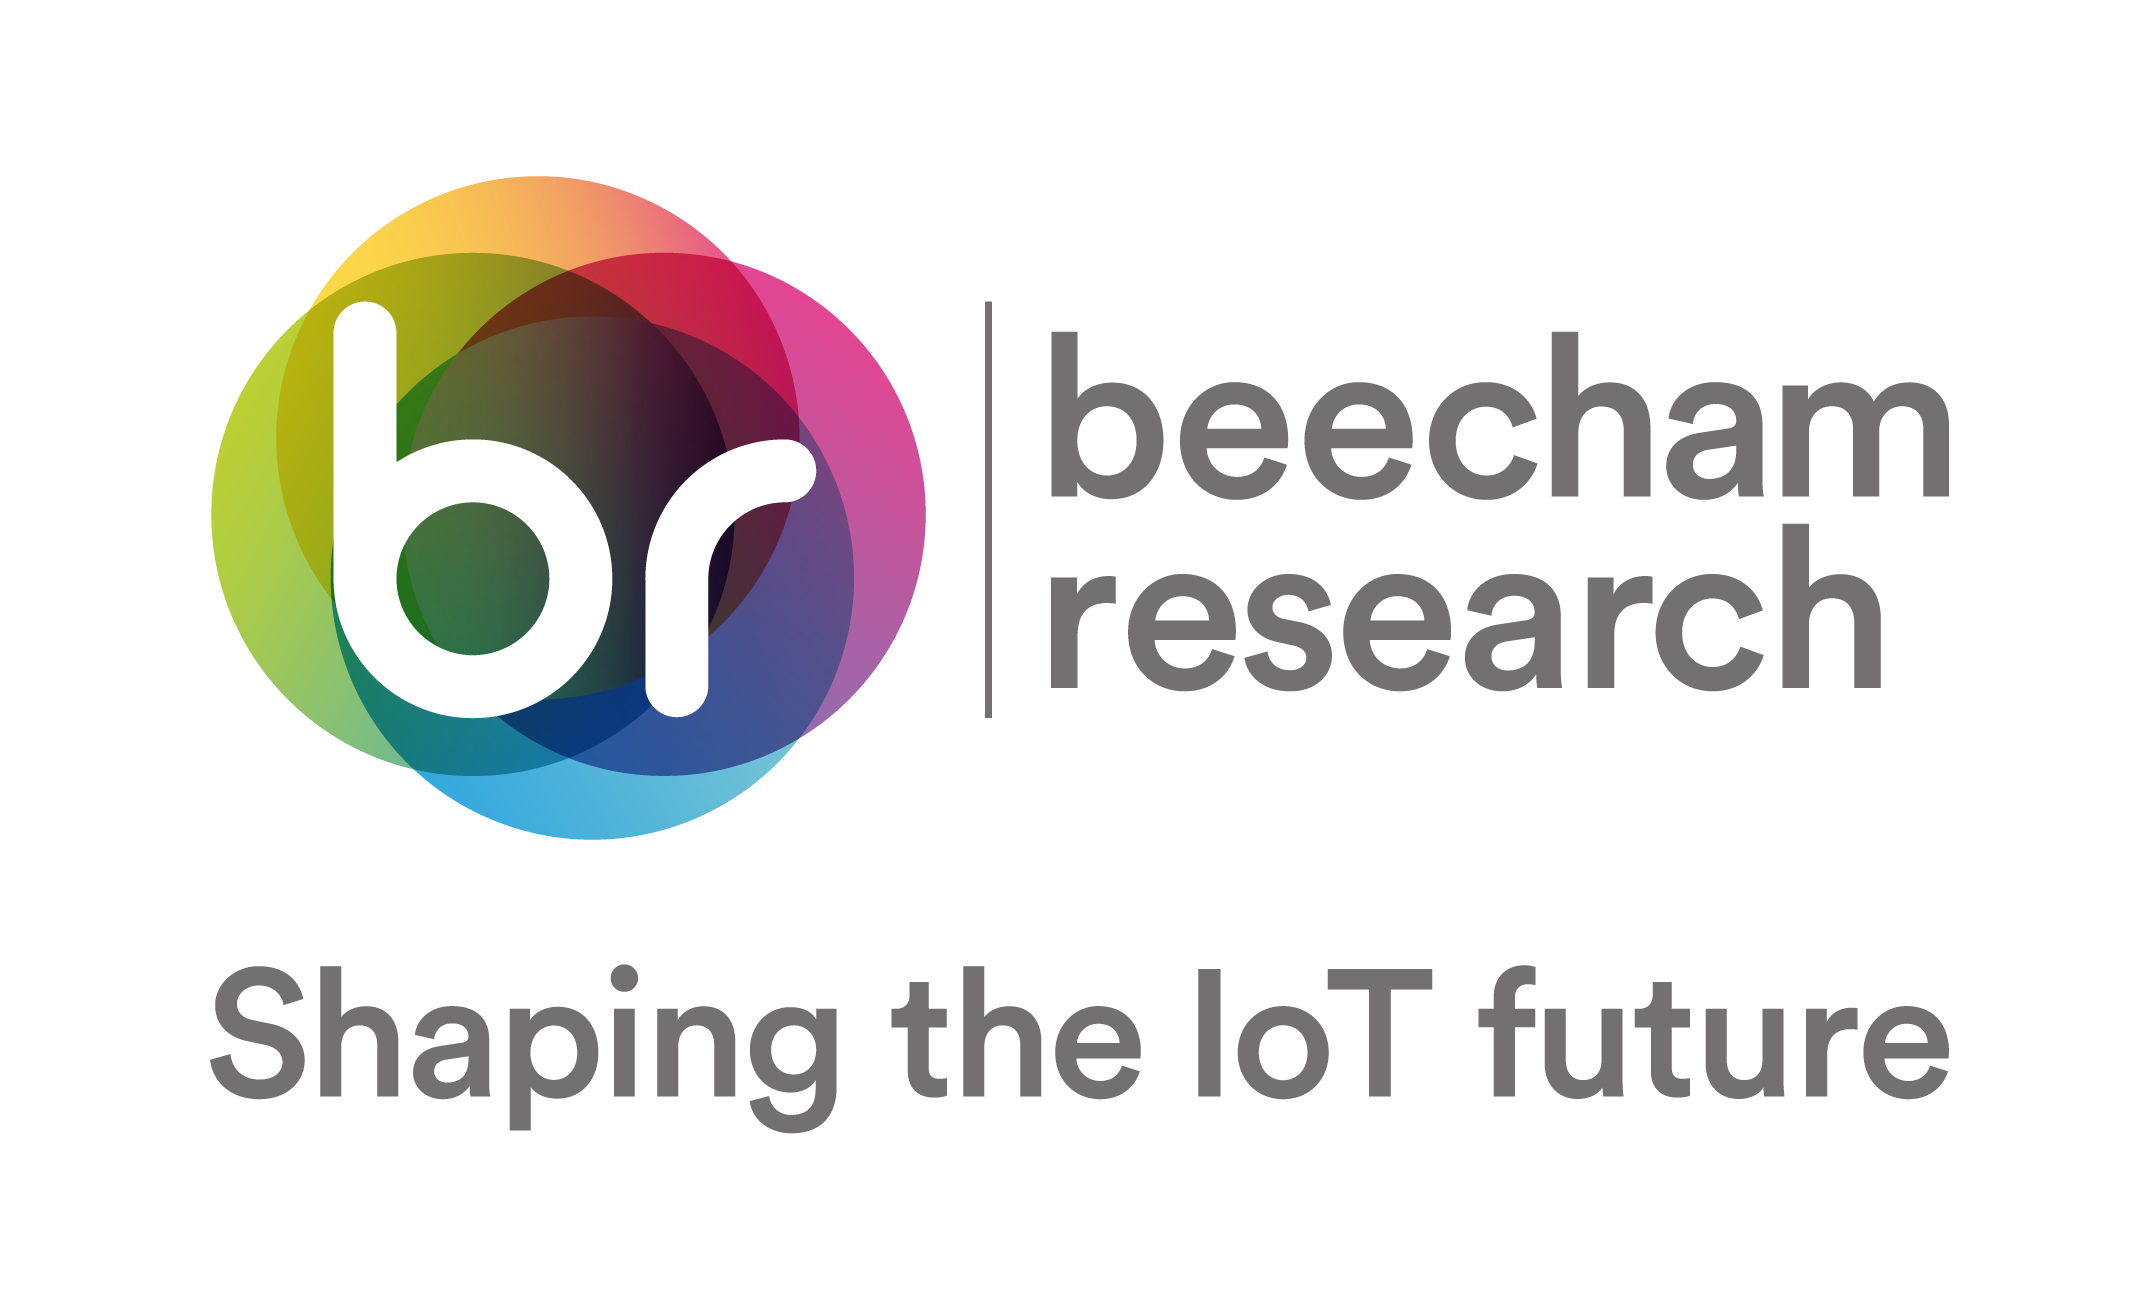 br
beecham
research
Shaping the IoT future